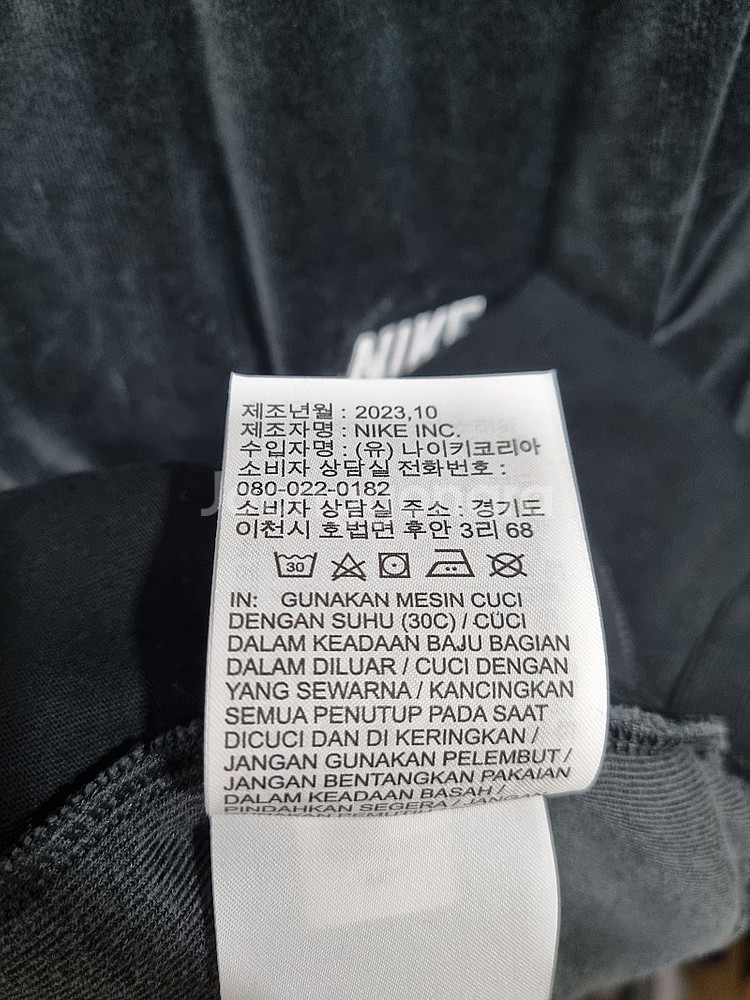 NIKE
제조년월 : 2023,10
제조자명 : NIKE INC.
수입자명 : (유) 나이키코리아
소비자 상담실 전화번호 :
080-022-0182
소비자 상담실 주소 : 경기도
이천시 호법면 후안 3리 68
30
IN: GUNAKAN MESIN CUCI
DENGAN SUHU (30C) / CUCI
DALAM KEADAAN BAJU BAGIAN
DALAM DILUAR / CUCI DENGAN
YANG SEWARNA / KANCINGKAN
SEMUA PENUTUP PADA SAAT
DICUCI DAN DI KERINGKAN /
JANGAN GUNAKAN PELEMBUT /
JANGAN BENTANGKAN PAKAIAN
DALAM KEADAAN BASAH /
PINDAHKAN SEGERA / JANGAN